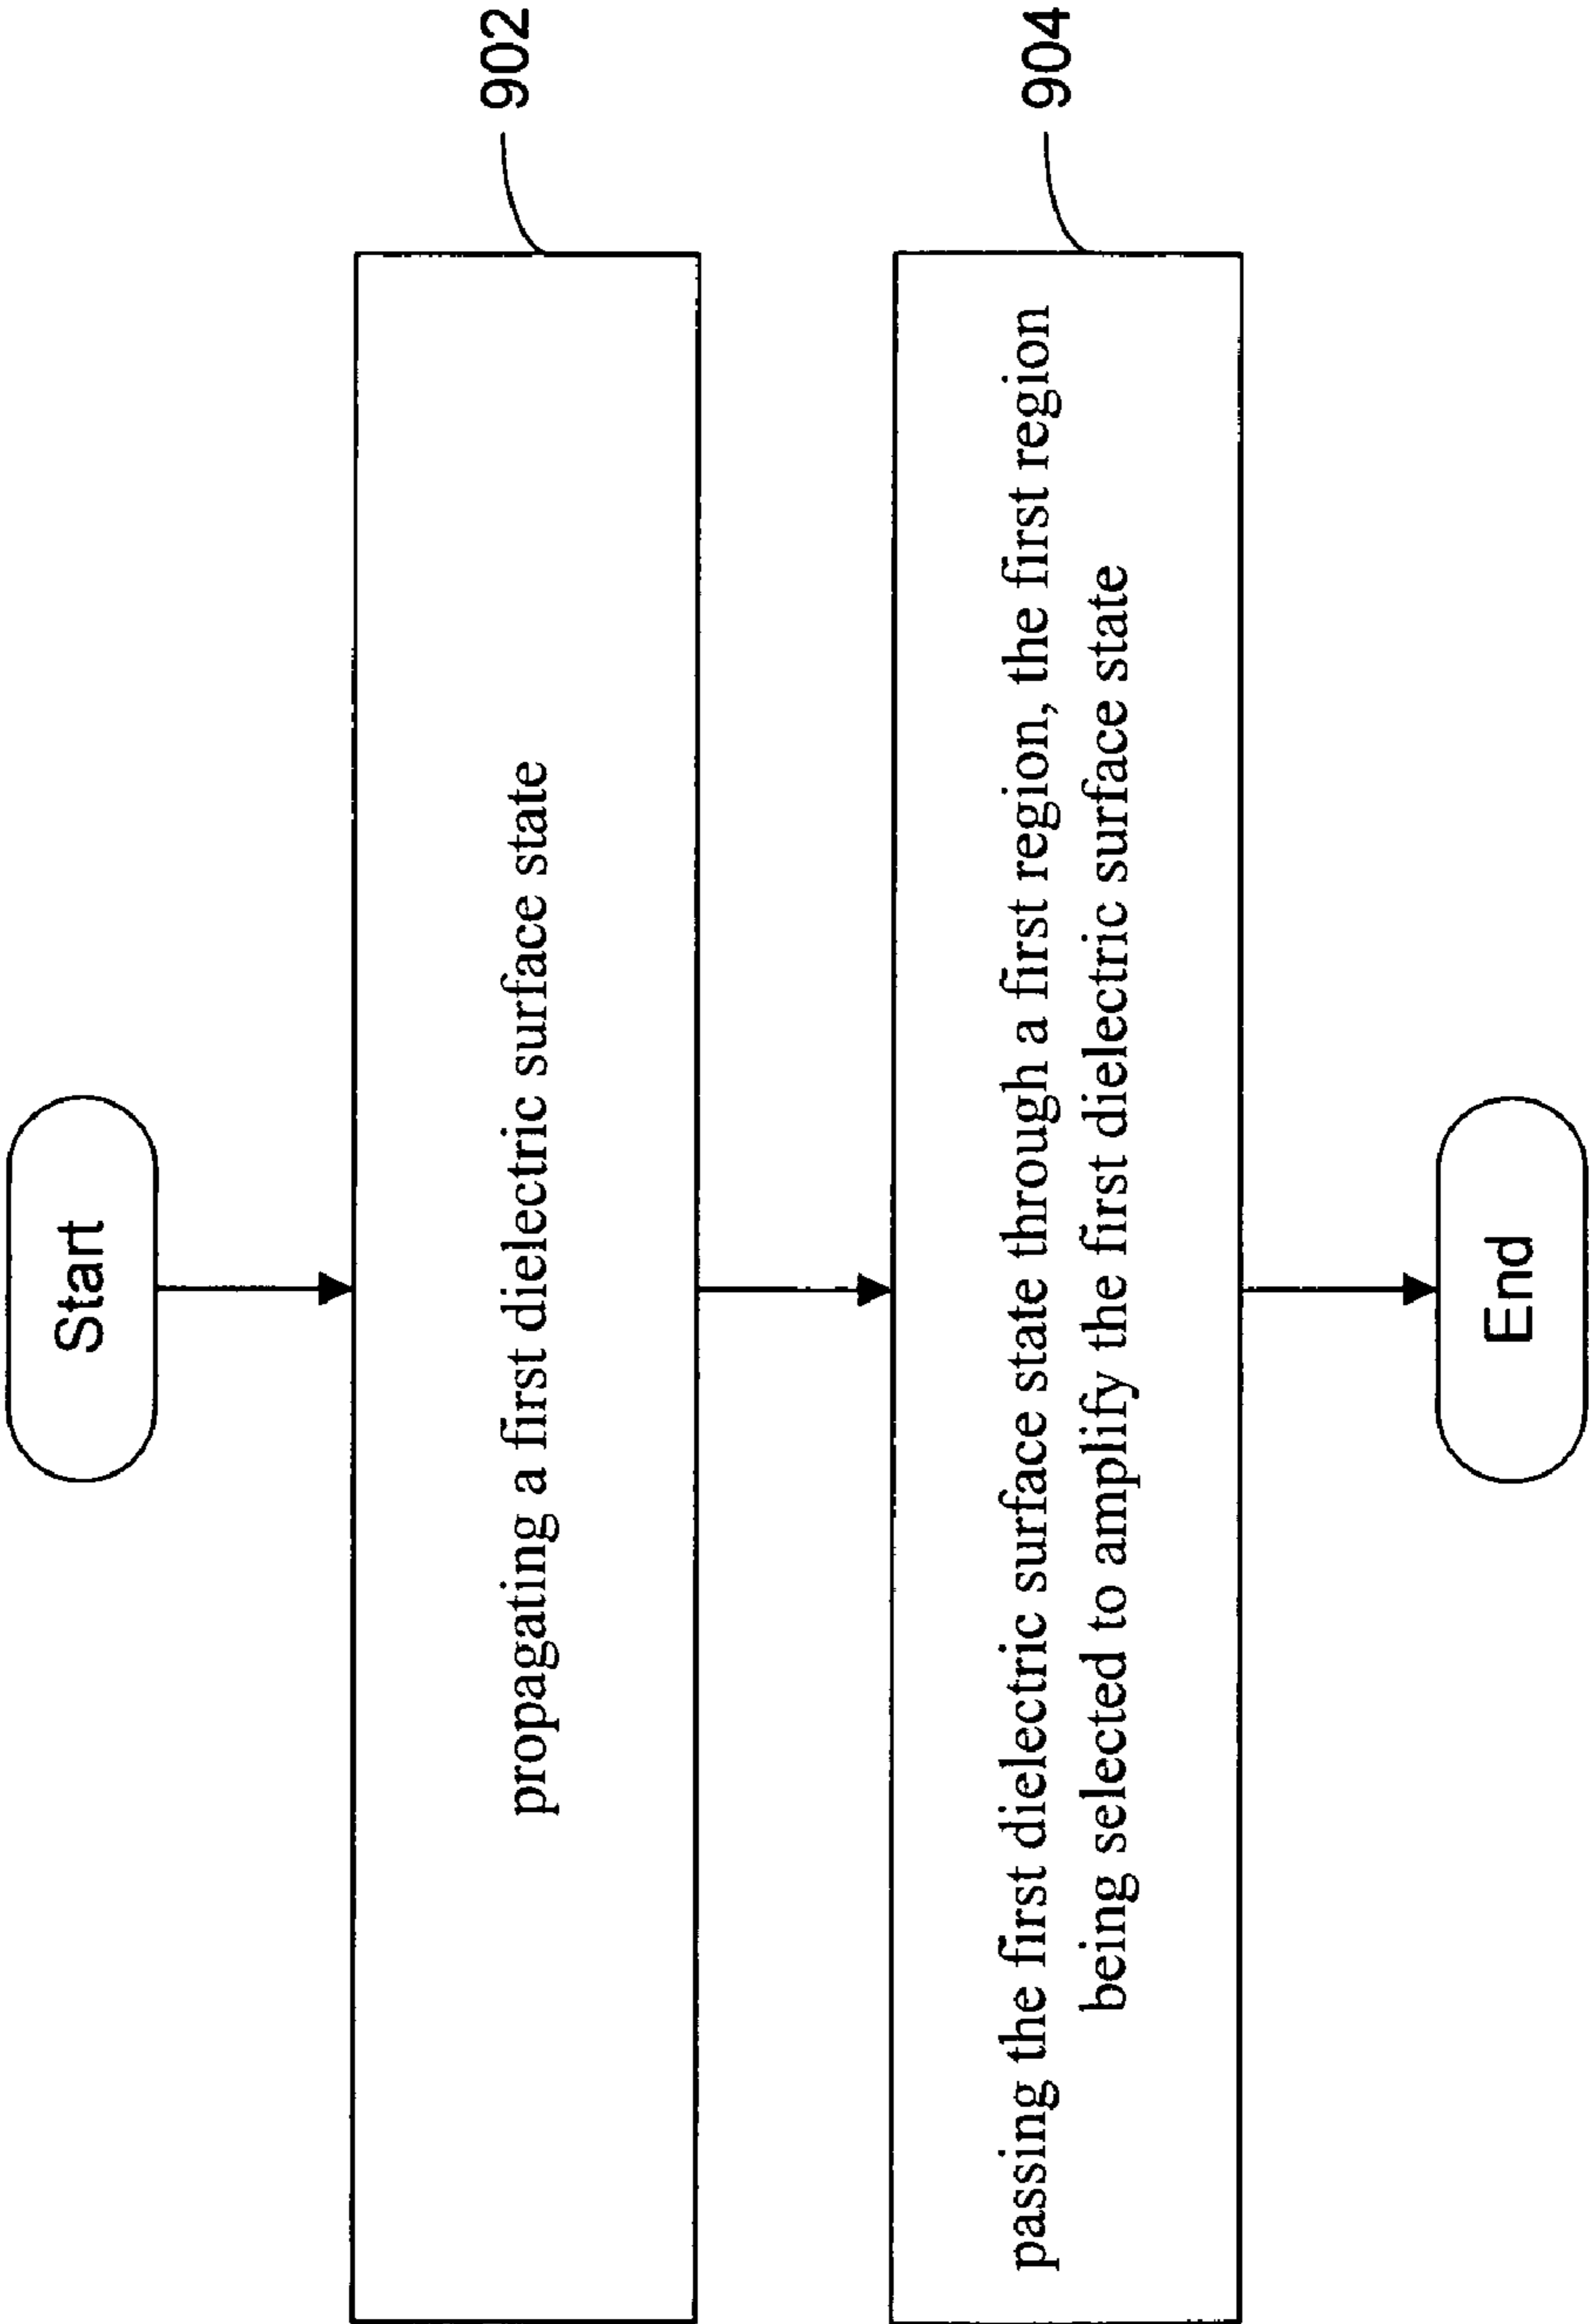 Start
propagating a first dielectric surface state
902
passing the first dielectric surface state through a first region, the first region
being selected to amplify the first dielectric surface state
904
End